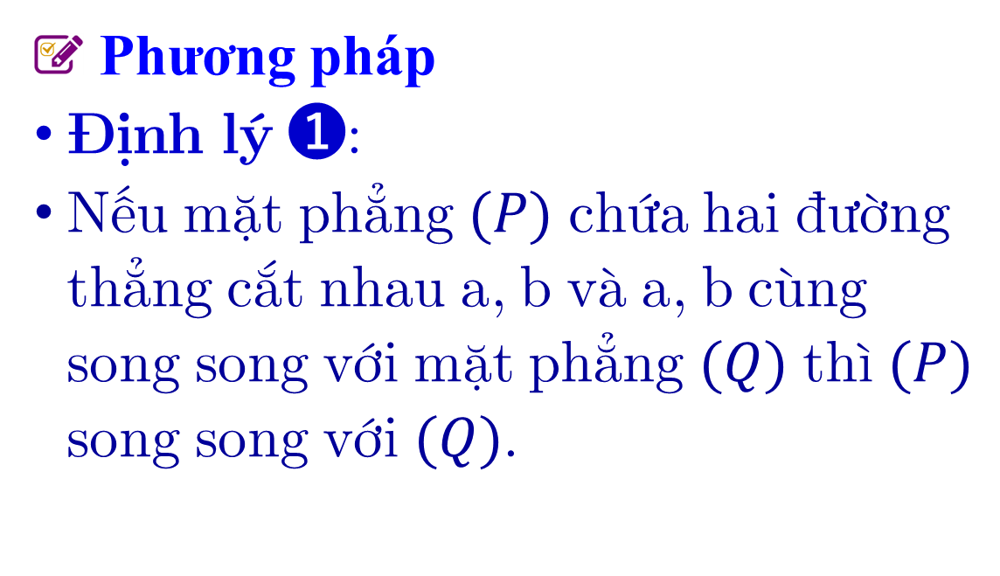 Phương pháp
• Định lý ❶:
• Nếu mặt phẳng (P) chứa hai đường
thẳng cắt nhau a, b và a, b cùng
song song với mặt phẳng (Q) thì (P)
song song với (Q).